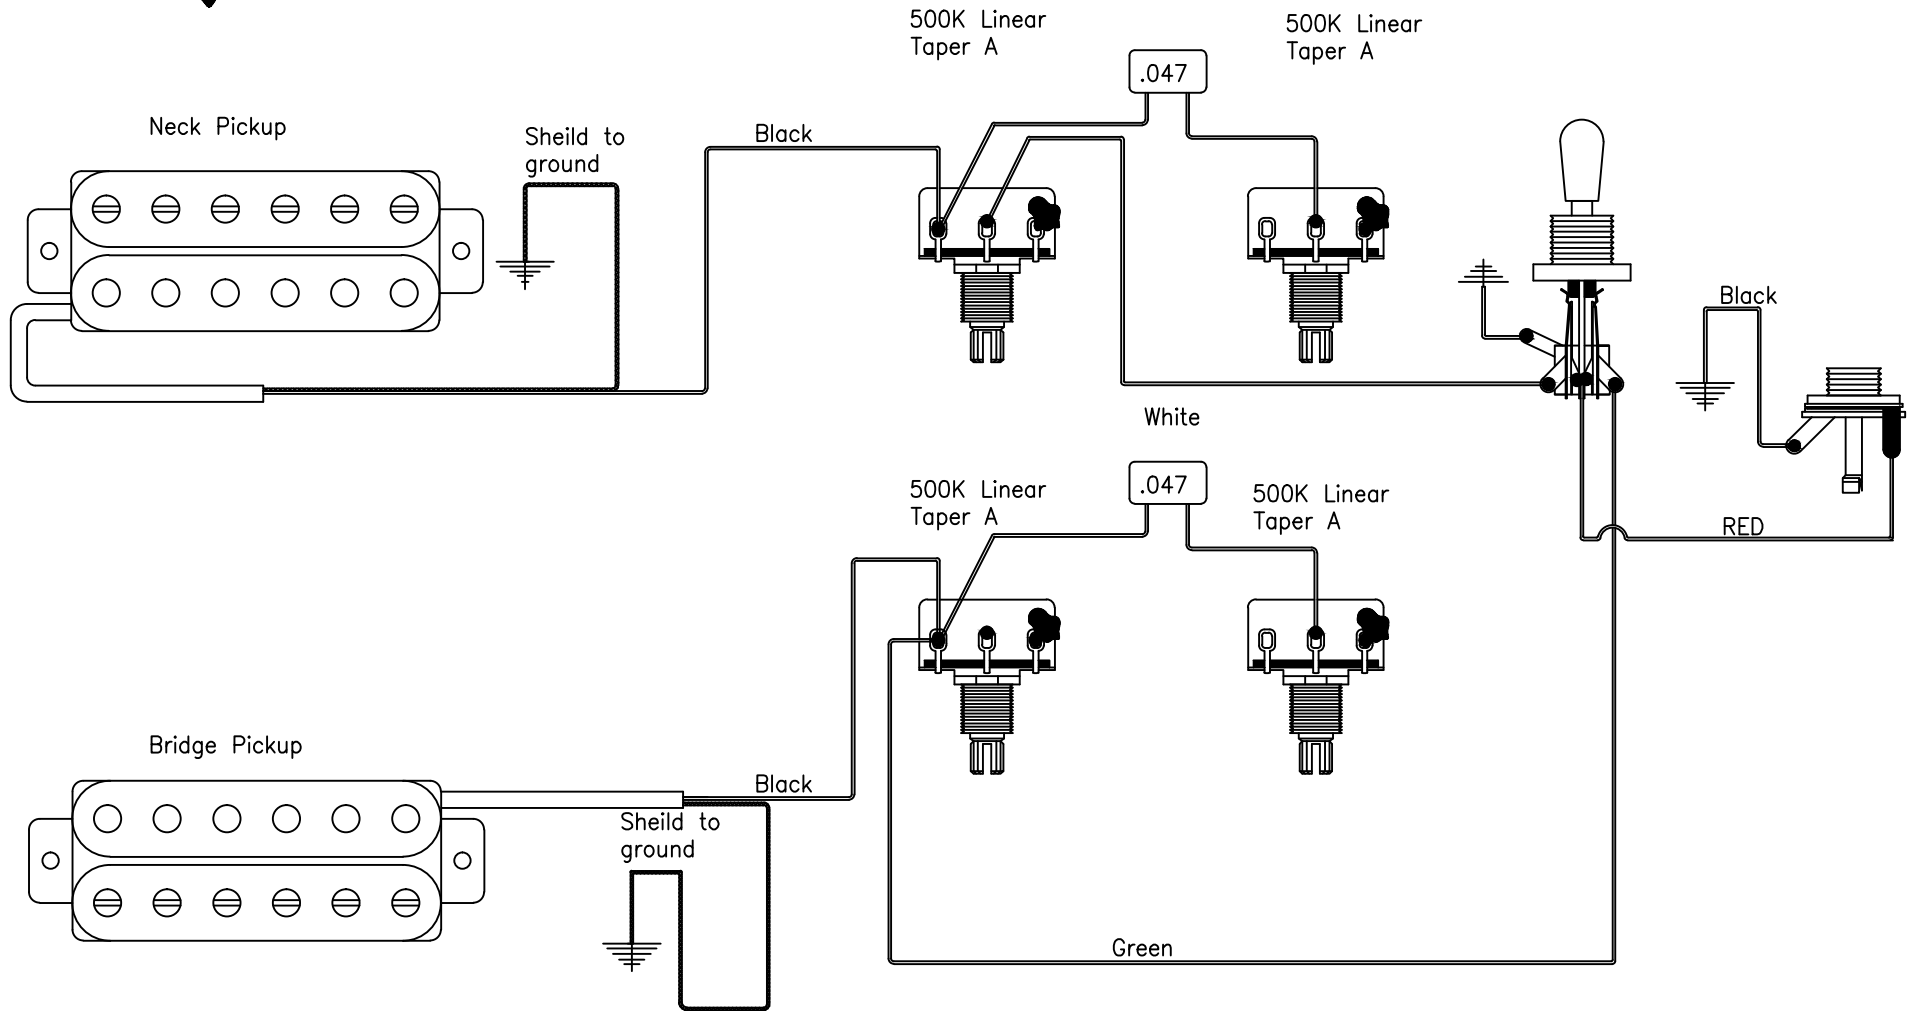 500K Linear
Taper A
500K Linear
Taper A
.047
Neck Pickup
Sheild to
ground
Black
Black
White
500K Linear
Taper A
.047
500K Linear
Taper A
RED
Bridge Pickup
Black
Sheild to
ground
Green